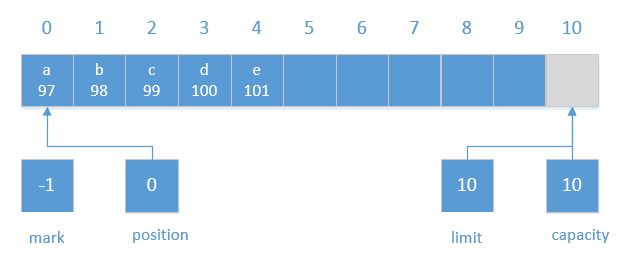 0 1 2 3 4 5 6 7 8 9 10
a b c d e
97 98 99 100 101
-1 0 10 10
mark position limit capacity